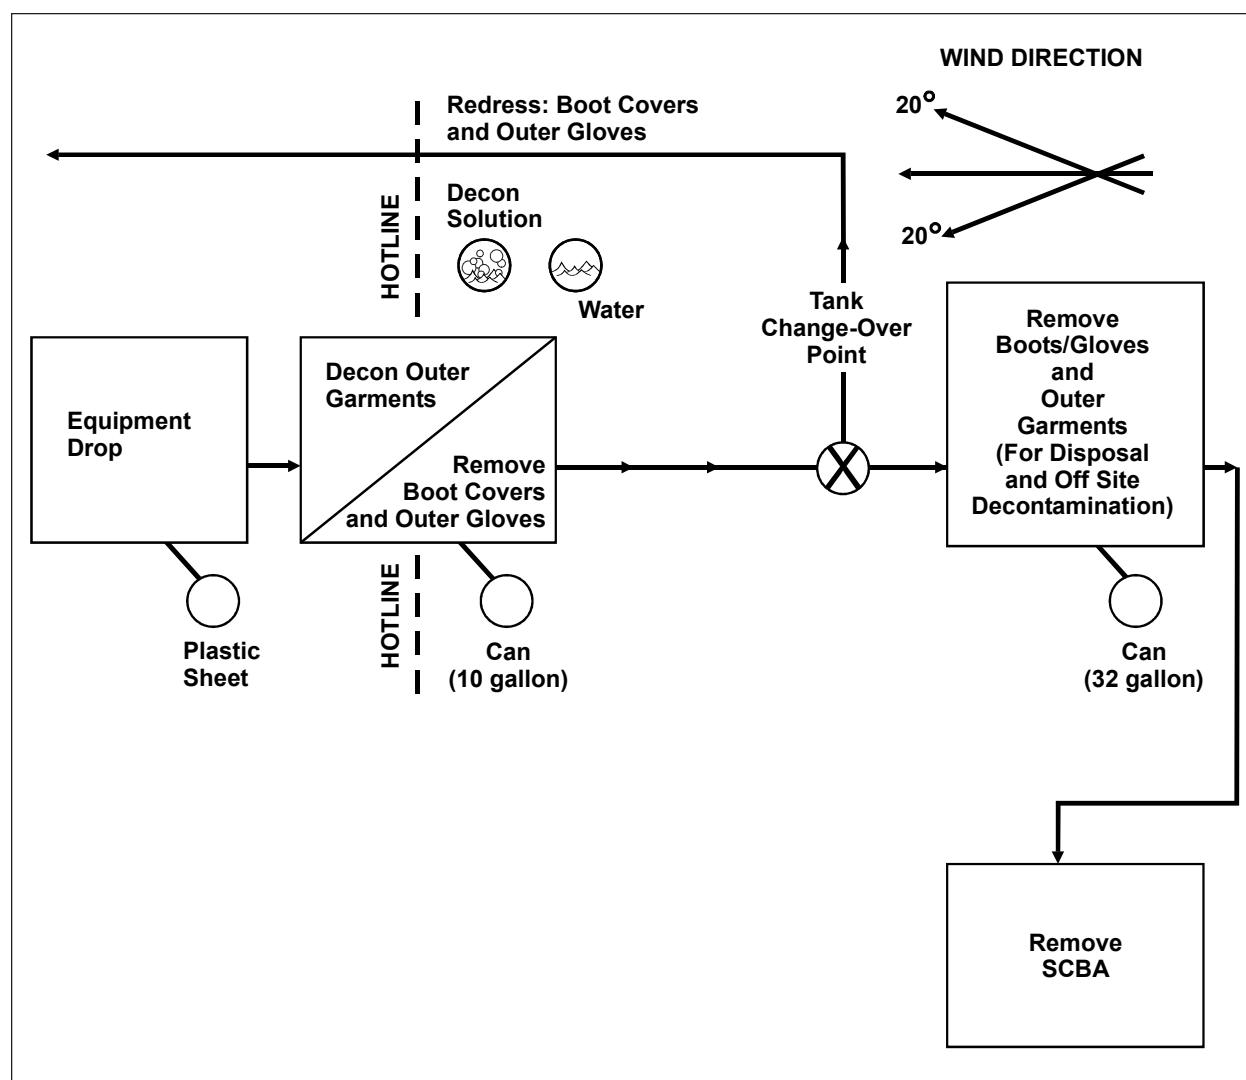 WIND DIRECTION
20°
20°
Redress: Boot Covers
and Outer Gloves
HOTLINE
Decon
Solution
Water
Tank
Change-Over
Point
Equipment
Drop
Decon Outer
Garments
Remove
Boot Covers
and Outer Gloves
Remove
Boots/Gloves
and
Outer
Garments
(For Disposal
and Off Site
Decontamination)
Plastic
Sheet
HOTLINE
Can
(10 gallon)
Can
(32 gallon)
Remove
SCBA